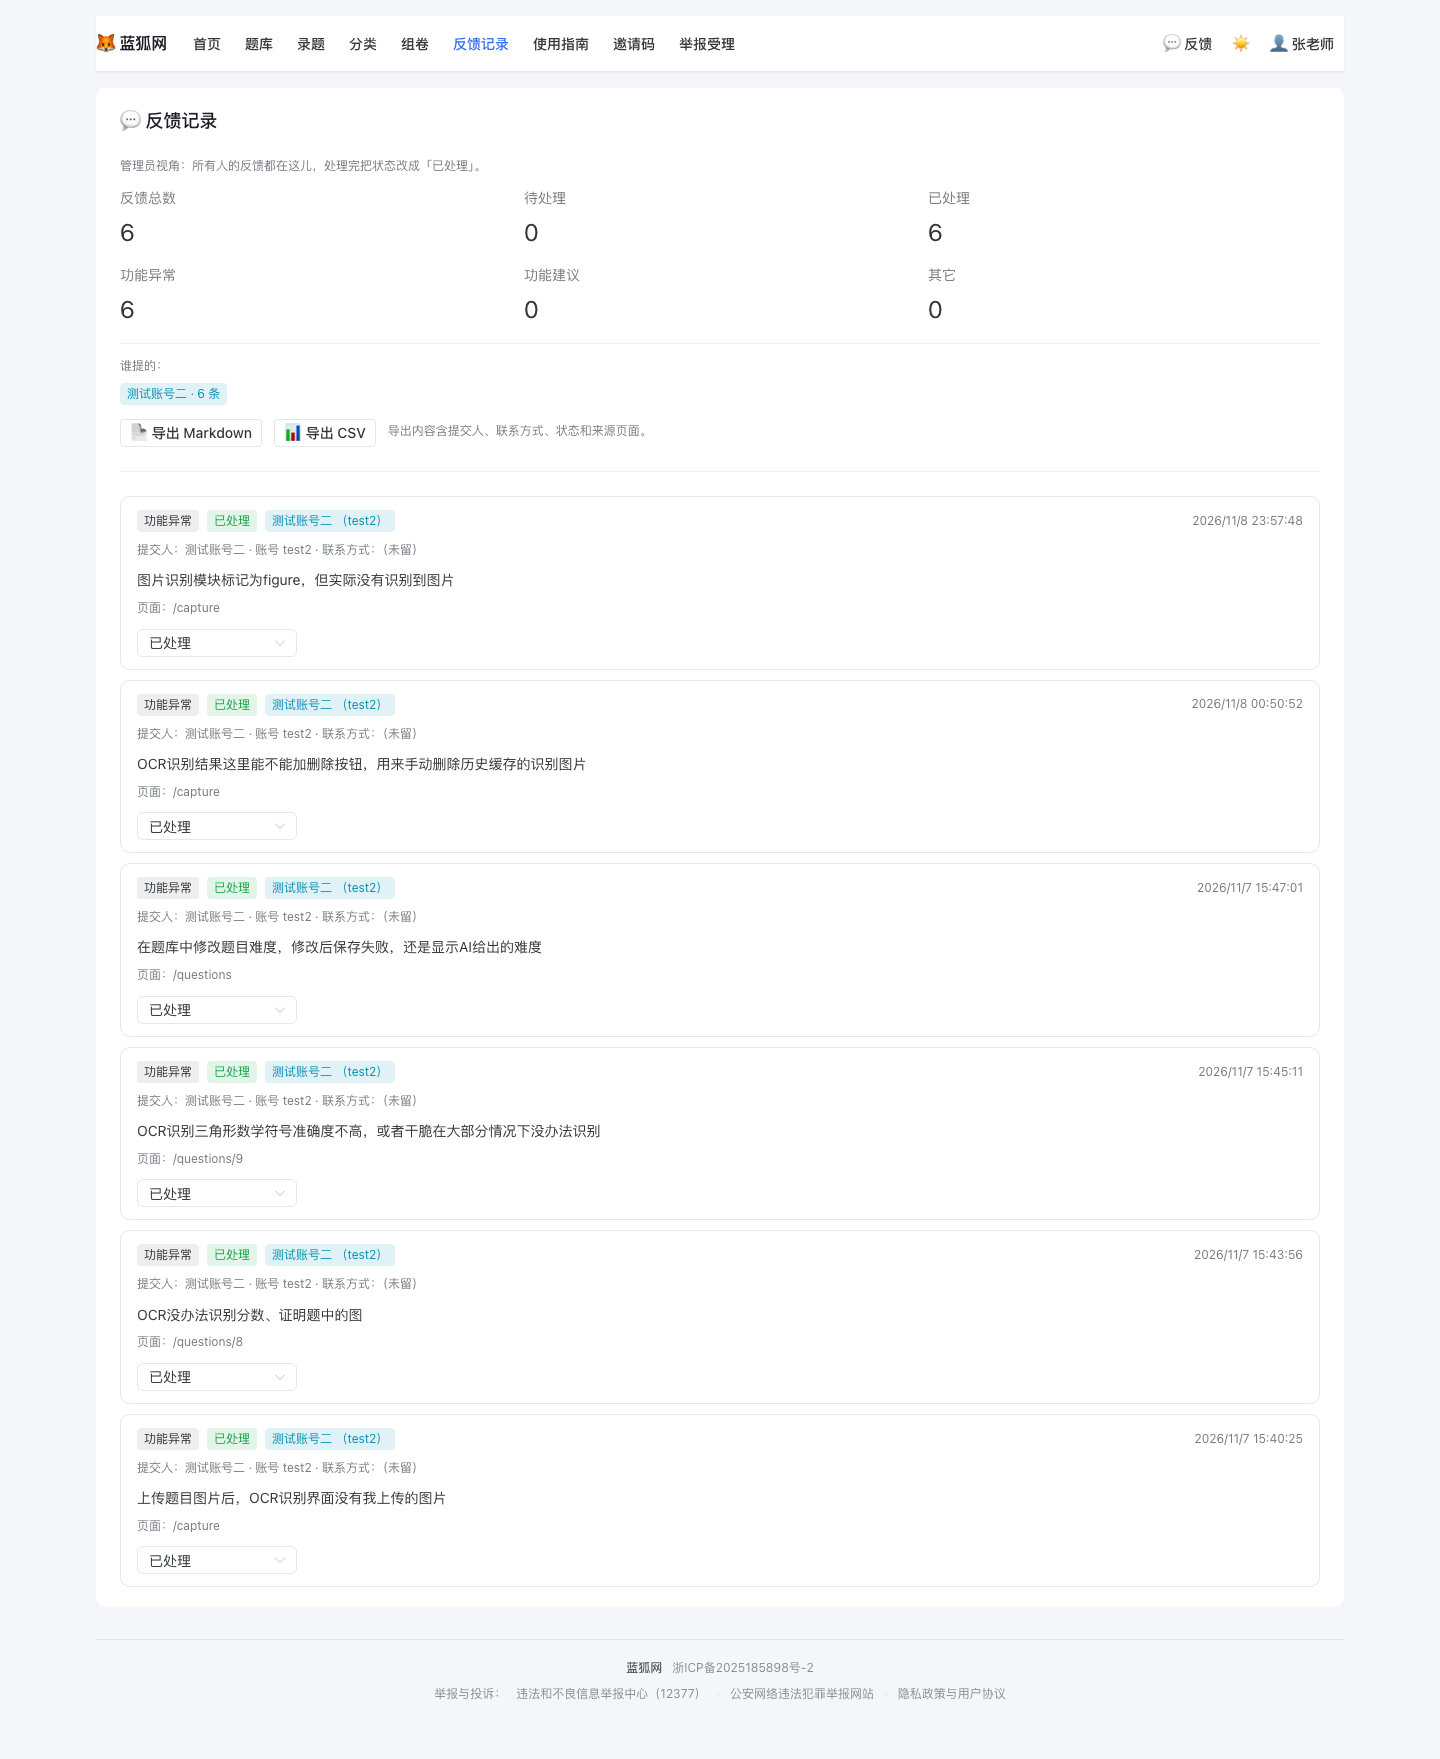 蓝狐网 首页 题库 录题 分类 组卷 反馈记录 使用指南 邀请码 举报受理 反馈 张老师
反馈记录
管理员视角：所有人的反馈都在这儿，处理完把状态改成「已处理」。
反馈总数 待处理 已处理
6 0 6
功能异常 功能建议 其它
6 0 0
谁提的：
测试账号二 · 6 条
导出 Markdown 导出 CSV 导出内容含提交人、联系方式、状态和来源页面。
功能异常 已处理 测试账号二 （test2） 2026/11/8 23:57:48
提交人：测试账号二 · 账号 test2 · 联系方式：（未留）
图片识别模块标记为figure，但实际没有识别到图片
页面：/capture
已处理
功能异常 已处理 测试账号二 （test2） 2026/11/8 00:50:52
提交人：测试账号二 · 账号 test2 · 联系方式：（未留）
OCR识别结果这里能不能加删除按钮，用来手动删除历史缓存的识别图片
页面：/capture
已处理
功能异常 已处理 测试账号二 （test2） 2026/11/7 15:47:01
提交人：测试账号二 · 账号 test2 · 联系方式：（未留）
在题库中修改题目难度，修改后保存失败，还是显示AI给出的难度
页面：/questions
已处理
功能异常 已处理 测试账号二 （test2） 2026/11/7 15:45:11
提交人：测试账号二 · 账号 test2 · 联系方式：（未留）
OCR识别三角形数学符号准确度不高，或者干脆在大部分情况下没办法识别
页面：/questions/9
已处理
功能异常 已处理 测试账号二 （test2） 2026/11/7 15:43:56
提交人：测试账号二 · 账号 test2 · 联系方式：（未留）
OCR没办法识别分数、证明题中的图
页面：/questions/8
已处理
功能异常 已处理 测试账号二 （test2） 2026/11/7 15:40:25
提交人：测试账号二 · 账号 test2 · 联系方式：（未留）
上传题目图片后，OCR识别界面没有我上传的图片
页面：/capture
已处理
蓝狐网 浙ICP备2025185898号-2
举报与投诉： 违法和不良信息举报中心（12377） · 公安网络违法犯罪举报网站 · 隐私政策与用户协议